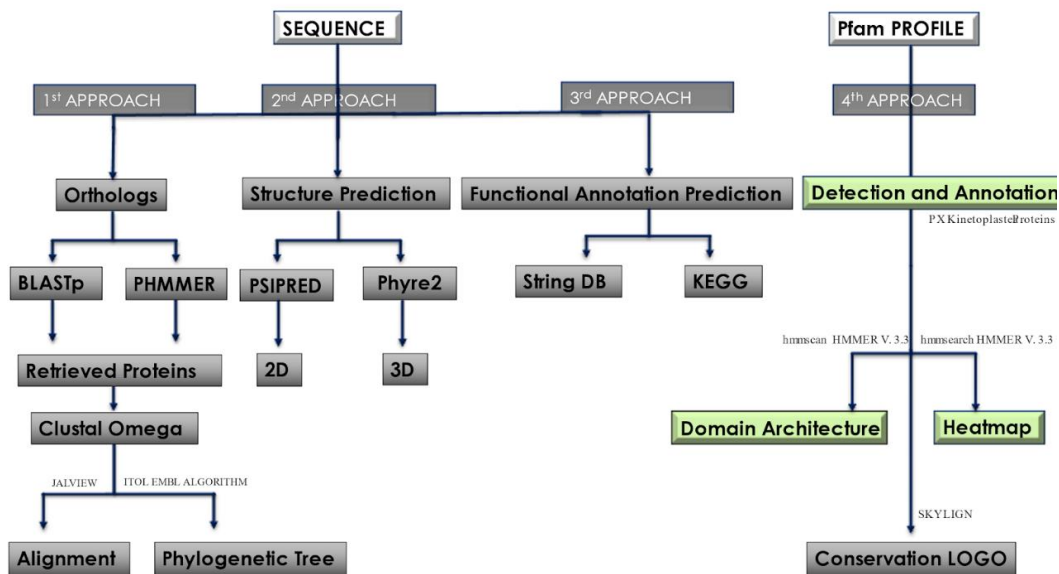 SEQUENCE
Pfam PROFILE
1st APPROACH
2nd APPROACH
3rd APPROACH
4th APPROACH
Orthologs
Structure Prediction
Functional Annotation Prediction
Detection and Annotation
PX Kinetoplastid Proteins
BLASTp
PHMMER
PSIPRED
Phyre2
String DB
KEGG
hmmscan HMMER V. 3.3
hmmsearch HMMER V. 3.3
Retrieved Proteins
2D
3D
Clustal Omega
Domain Architecture
Heatmap
JALVIEW
ITOL EMBL ALGORITHM
SKYLIGN
Alignment
Phylogenetic Tree
Conservation LOGO